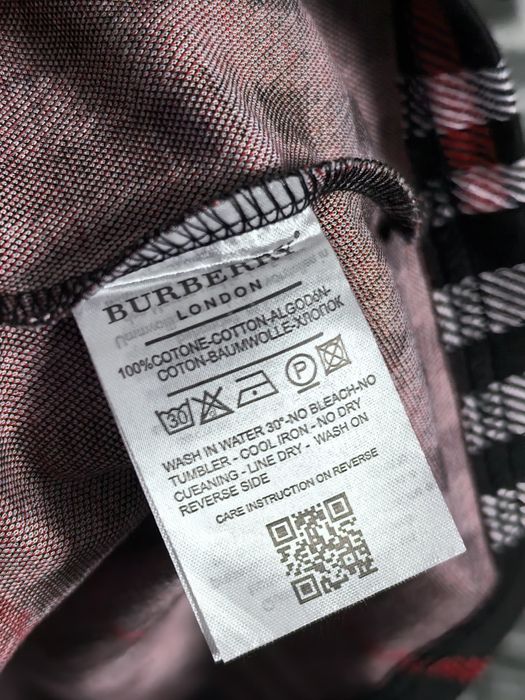 BURBERRY
LONDON
100%COTONE-COTTON-ALGODÓN-
COTON-BAUMWOLLE-ХЛОПОК
30 P
WASH IN WATER 30°-NO BLEACH-NO
TUMBLER - COOL IRON - NO DRY
CUEANING - LINE DRY - WASH ON
REVERSE SIDE
CARE INSTRUCTION ON REVERSE